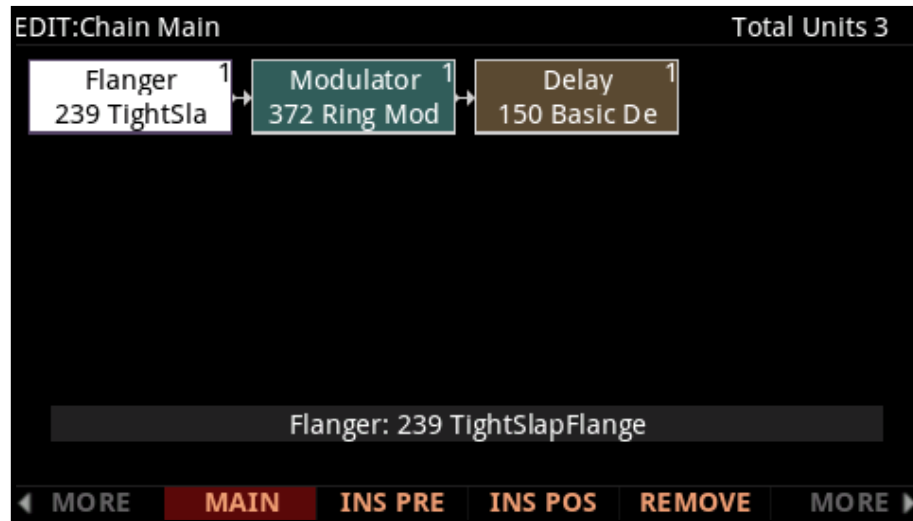 EDIT:Chain Main Total Units 3
Flanger 1 Modulator 1 Delay 1
239 TightSla 372 Ring Mod 150 Basic De
Flanger: 239 TightSlapFlange
MORE MAIN INS PRE INS POS REMOVE MORE